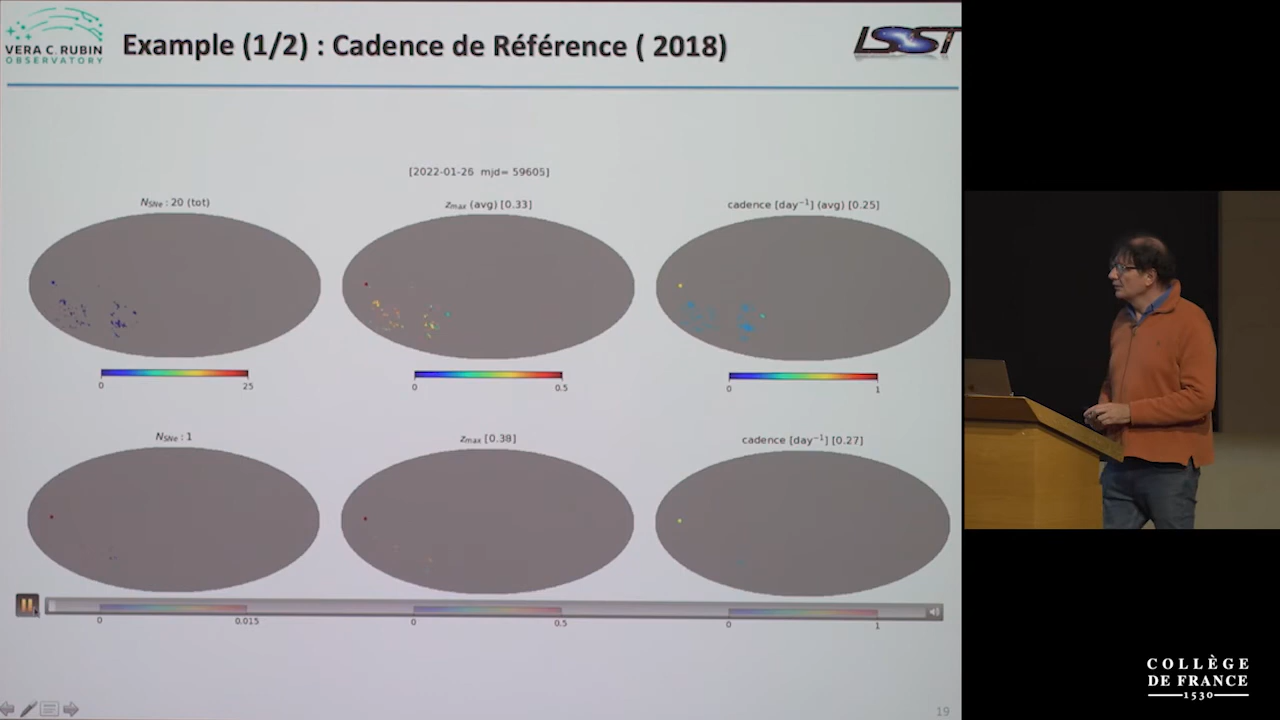 VERA C. RUBIN
OBSERVATORY
Example (1/2) : Cadence de Référence ( 2018)
LSST
[2022-01-26 mjd= 59605]
N_SNe : 20 (tot)
z_max (avg) [0.33]
cadence [day⁻¹] (avg) [0.25]
0 25
0 0.5
0 1
N_SNe : 1
z_max [0.38]
cadence [day⁻¹] [0.27]
0 0.015
0 0.5
0 1
19
COLLÈGE
DE FRANCE
1530